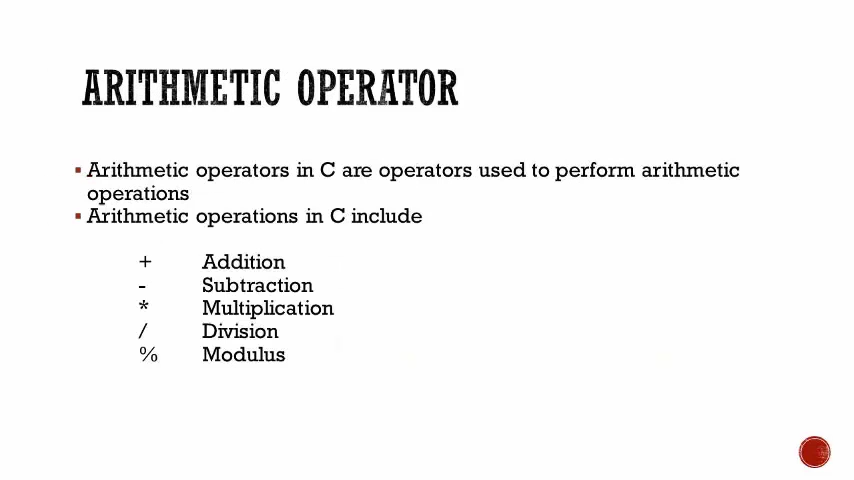 ARITHMETIC OPERATOR
▪ Arithmetic operators in C are operators used to perform arithmetic
operations
▪ Arithmetic operations in C include
+ Addition
- Subtraction
* Multiplication
/ Division
% Modulus